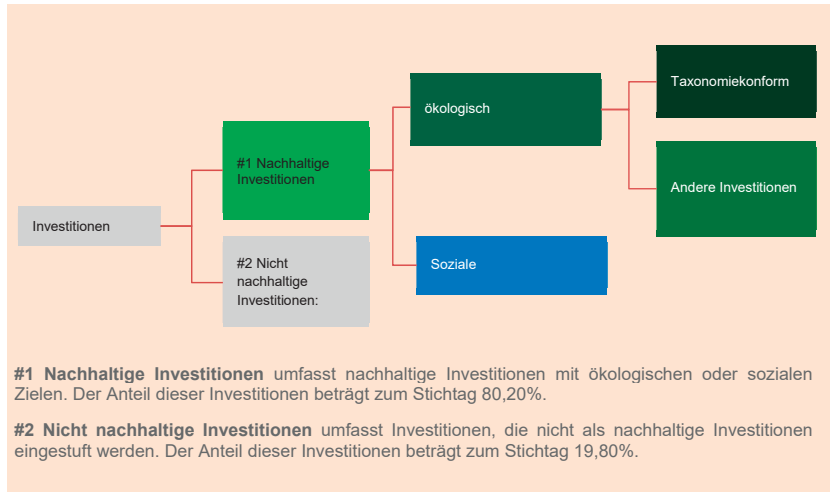 Taxonomiekonform
ökologisch
#1 Nachhaltige
Investitionen
Andere Investitionen
Investitionen
#2 Nicht
nachhaltige
Investitionen:
Soziale
#1 Nachhaltige Investitionen umfasst nachhaltige Investitionen mit ökologischen oder sozialen
Zielen. Der Anteil dieser Investitionen beträgt zum Stichtag 80,20%.
#2 Nicht nachhaltige Investitionen umfasst Investitionen, die nicht als nachhaltige Investitionen
eingestuft werden. Der Anteil dieser Investitionen beträgt zum Stichtag 19,80%.